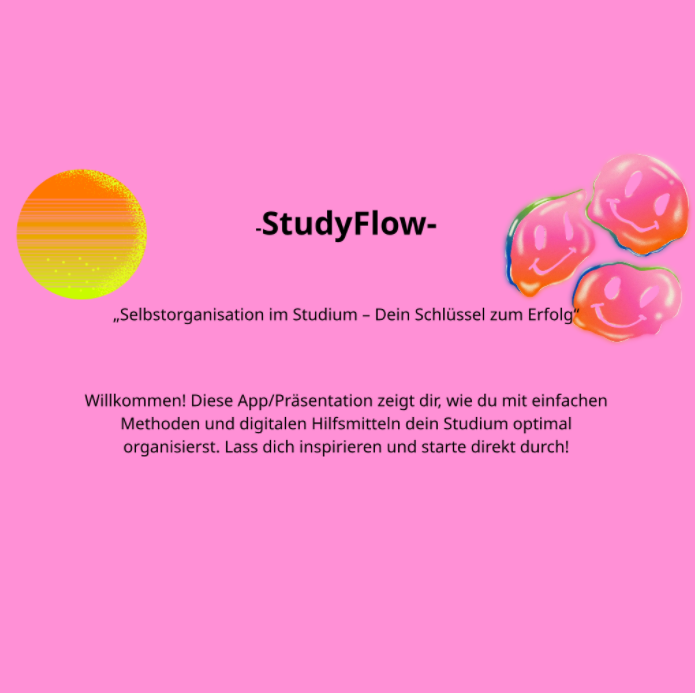 -StudyFlow-
„Selbstorganisation im Studium – Dein Schlüssel zum Erfolg“
Willkommen! Diese App/Präsentation zeigt dir, wie du mit einfachen
Methoden und digitalen Hilfsmitteln dein Studium optimal
organisierst. Lass dich inspirieren und starte direkt durch!